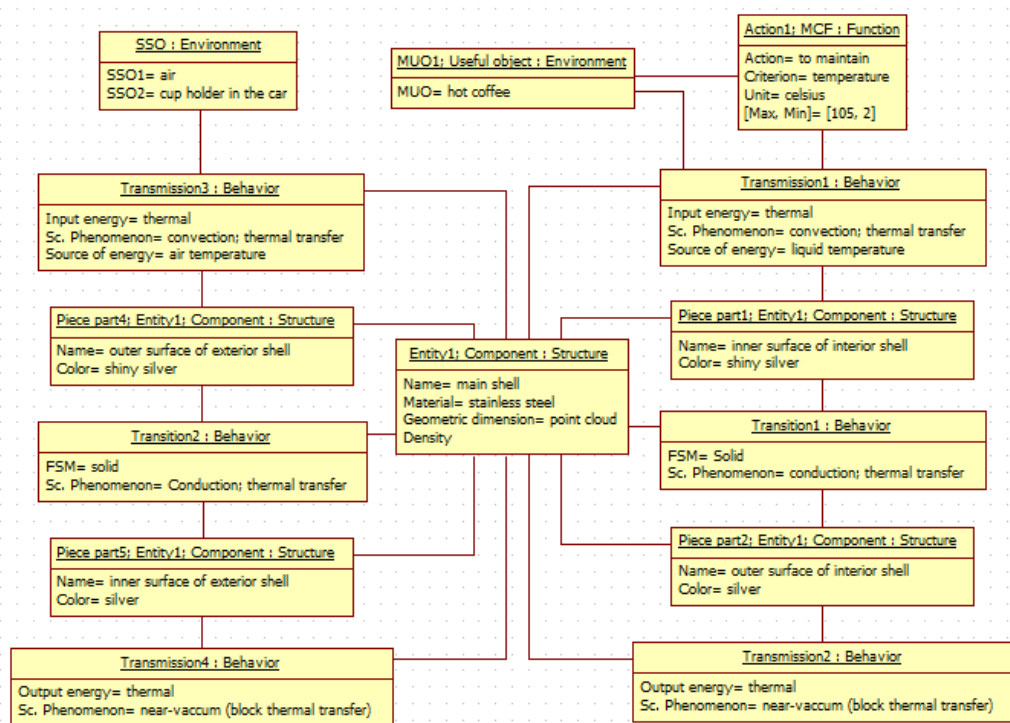 SSO : Environment
SSO1= air
SSO2= cup holder in the car
MUO1; Useful object : Environment
MUO= hot coffee
Action1; MCF : Function
Action= to maintain
Criterion= temperature
Unit= celsius
[Max, Min]= [105, 2]
Transmission3 : Behavior
Input energy= thermal
Sc. Phenomenon= convection; thermal transfer
Source of energy= air temperature
Transmission1 : Behavior
Input energy= thermal
Sc. Phenomenon= convection; thermal transfer
Source of energy= liquid temperature
Piece part4; Entity1; Component : Structure
Name= outer surface of exterior shell
Color= shiny silver
Entity1; Component : Structure
Name= main shell
Material= stainless steel
Geometric dimension= point cloud
Density
Piece part1; Entity1; Component : Structure
Name= inner surface of interior shell
Color= shiny silver
Transition2 : Behavior
FSM= solid
Sc. Phenomenon= Conduction; thermal transfer
Transition1 : Behavior
FSM= Solid
Sc. Phenomenon= conduction; thermal transfer
Piece part5; Entity1; Component : Structure
Name= inner surface of exterior shell
Color= silver
Piece part2; Entity1; Component : Structure
Name= outer surface of interior shell
Color= silver
Transmission4 : Behavior
Output energy= thermal
Sc. Phenomenon= near-vaccum (block thermal transfer)
Transmission2 : Behavior
Output energy= thermal
Sc. Phenomenon= near-vaccum (block thermal transfer)